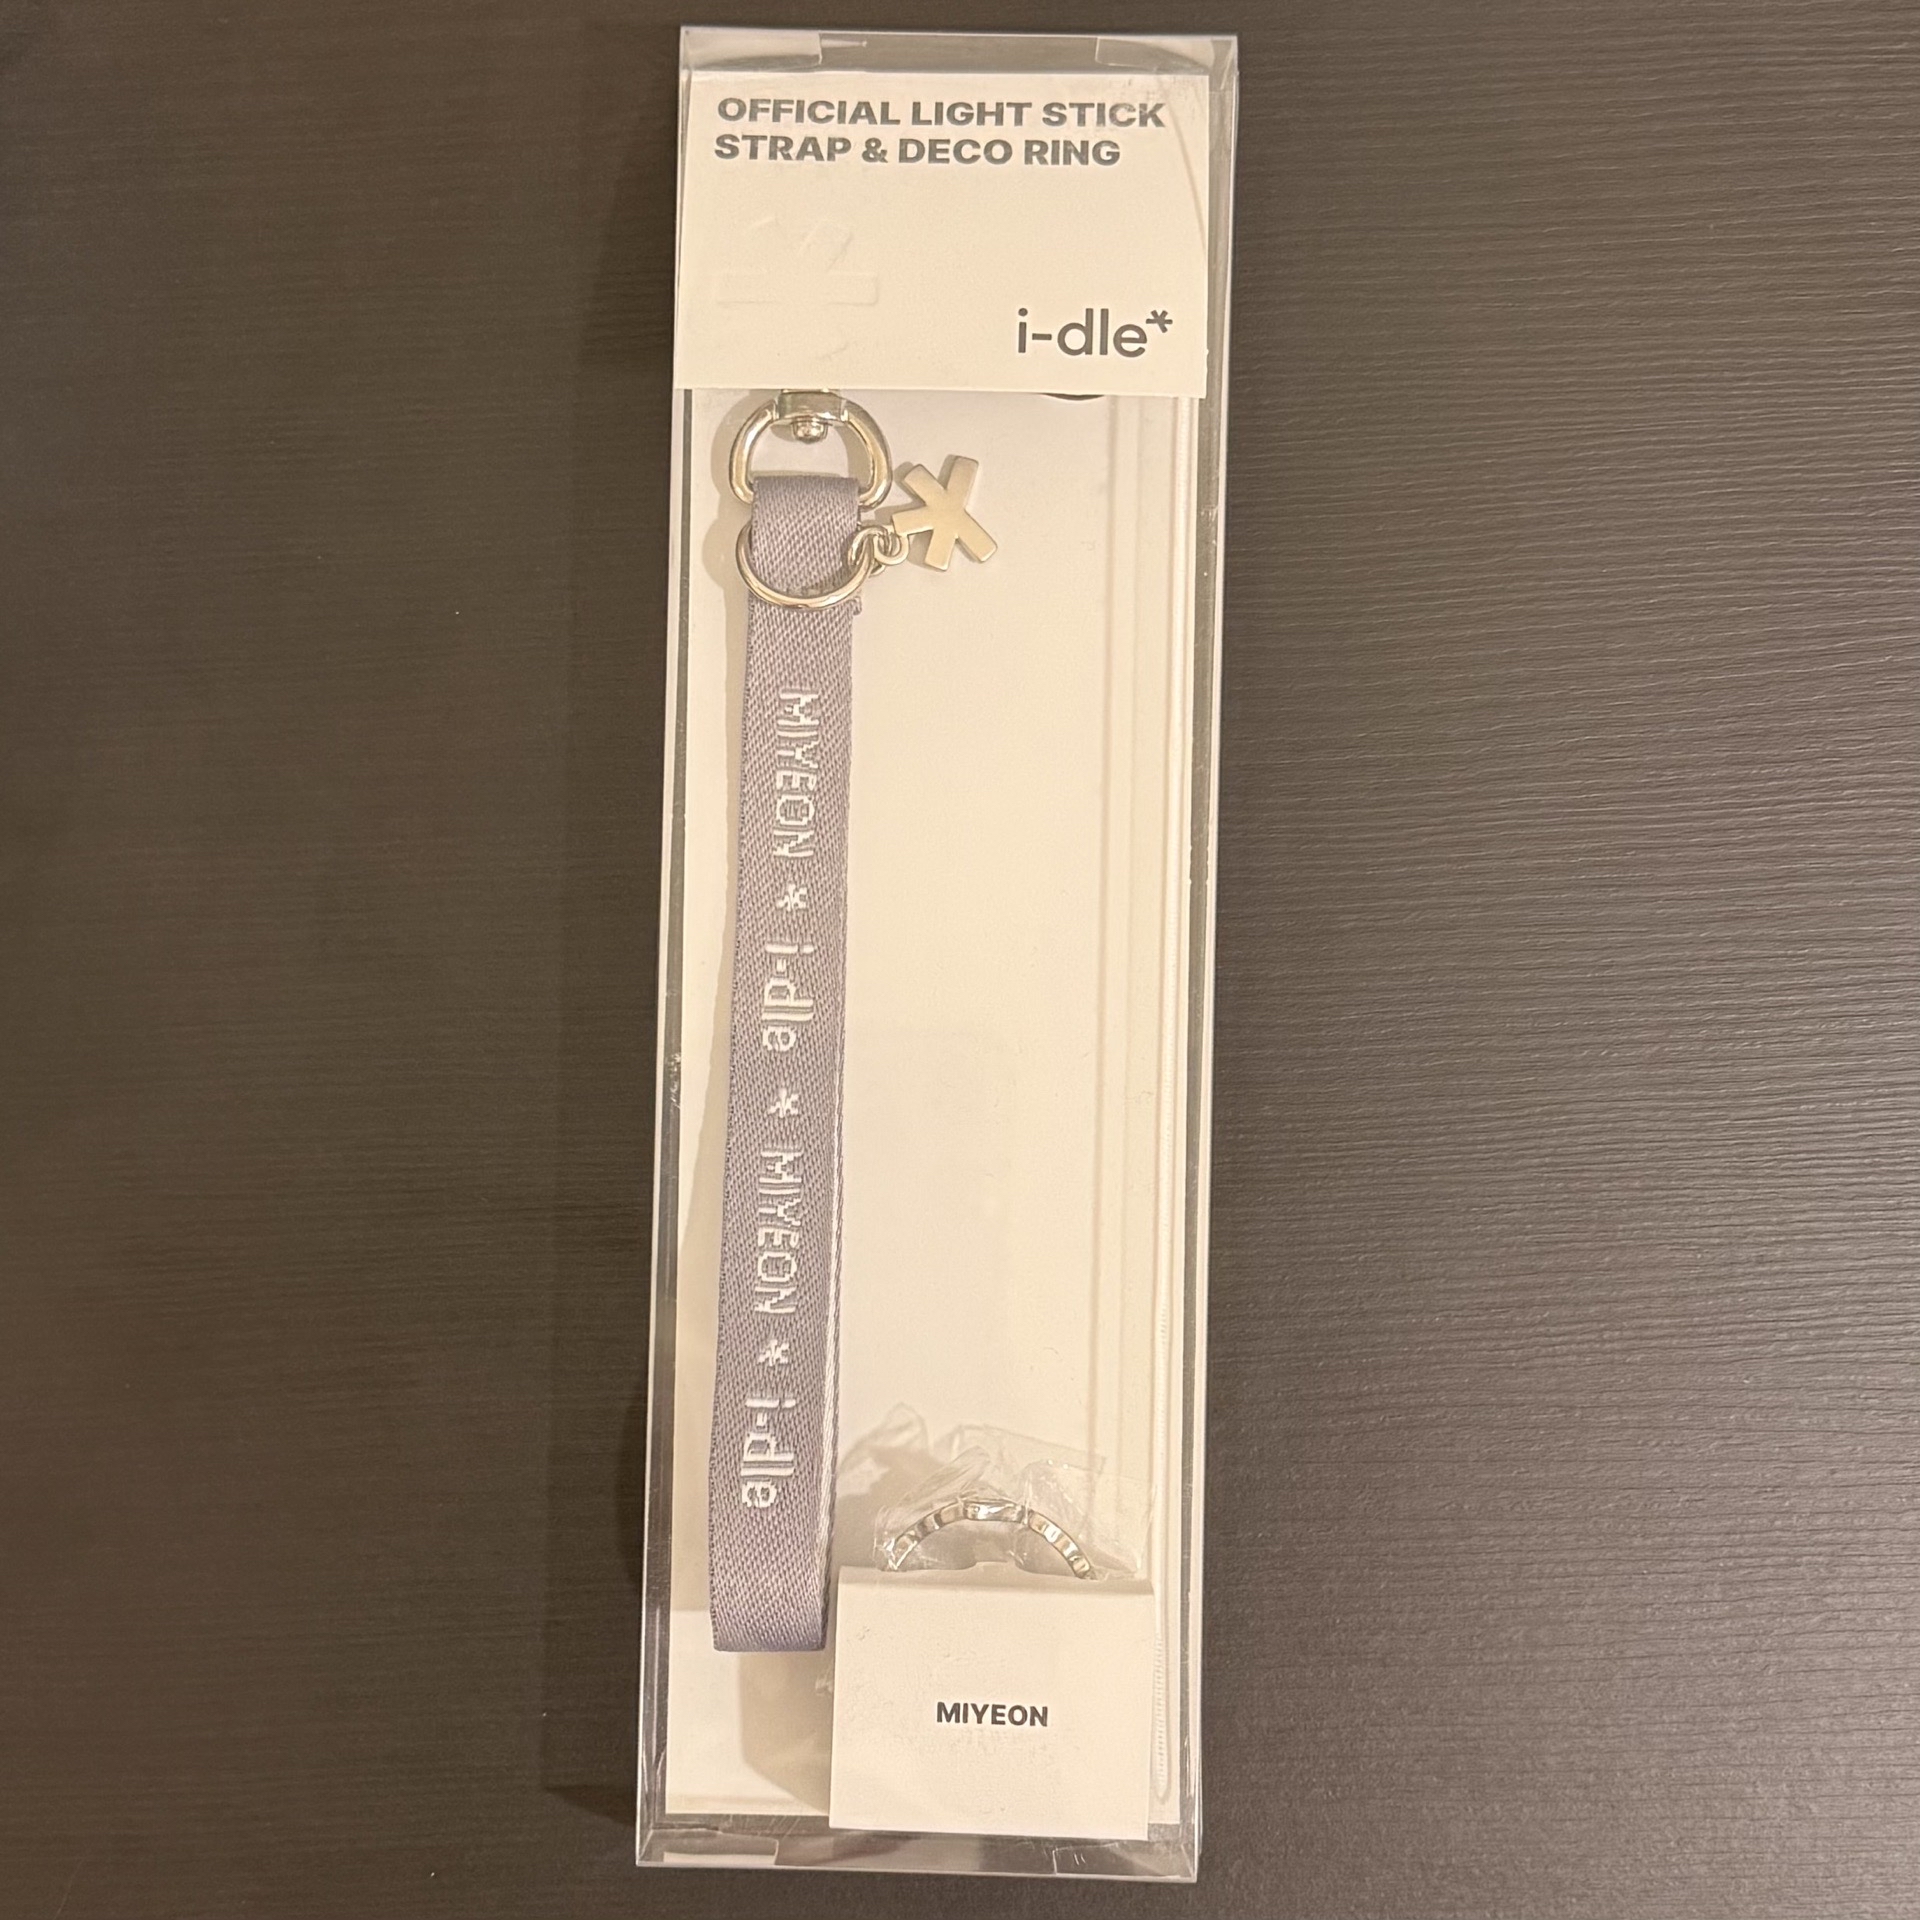 OFFICIAL LIGHT STICK
STRAP & DECO RING
i-dle*
MIYEON * i-dle * MIYEON * i-dle
MIYEON